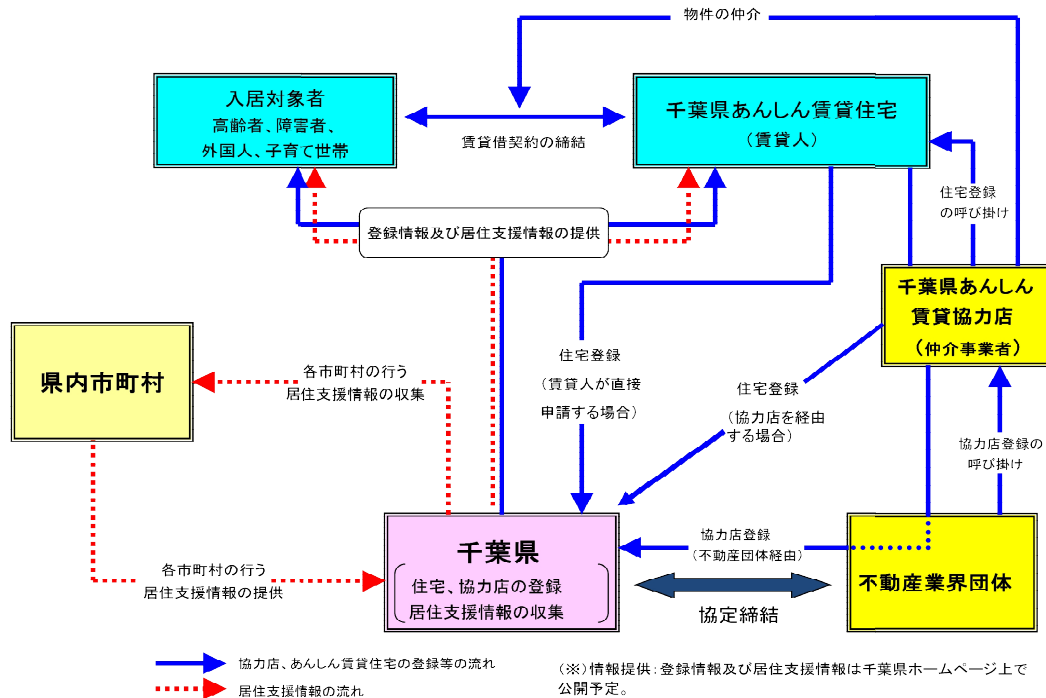 物件の仲介
入居対象者
高齢者、障害者、
外国人、子育て世帯
賃貸借契約の締結
千葉県あんしん賃貸住宅
（賃貸人）
住宅登録
の呼び掛け
登録情報及び居住支援情報の提供
千葉県あんしん
賃貸協力店
（仲介事業者）
県内市町村
各市町村の行う
居住支援情報の収集
住宅登録
（賃貸人が直接
申請する場合）
住宅登録
（協力店を経由
する場合）
協力店登録の
呼び掛け
千葉県
住宅、協力店の登録
居住支援情報の収集
協力店登録
（不動産団体経由）
不動産業界団体
協定締結
各市町村の行う
居住支援情報の提供
協力店、あんしん賃貸住宅の登録等の流れ
居住支援情報の流れ
（※）情報提供：登録情報及び居住支援情報は千葉県ホームページ上で
公開予定。